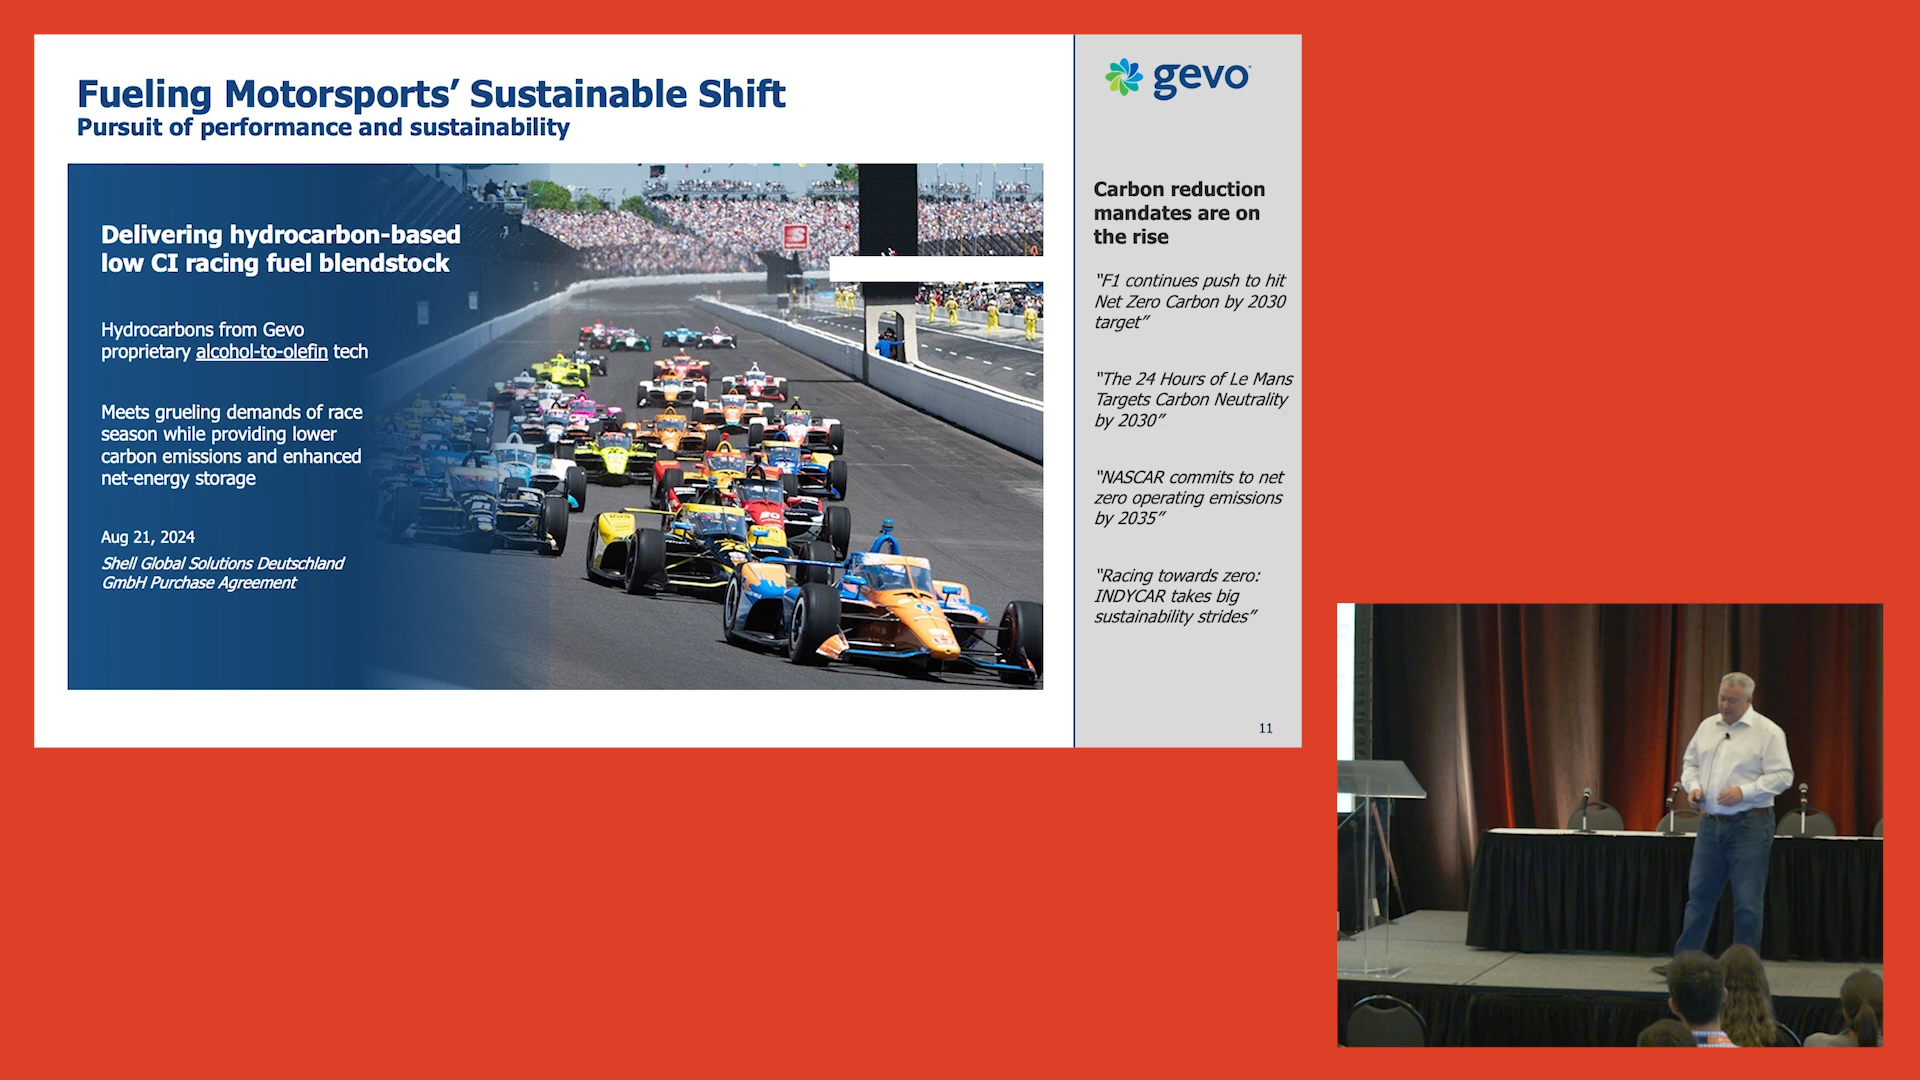 Fueling Motorsports’ Sustainable Shift
Pursuit of performance and sustainability
Delivering hydrocarbon-based
low CI racing fuel blendstock
Hydrocarbons from Gevo
proprietary alcohol-to-olefin tech
Meets grueling demands of race
season while providing lower
carbon emissions and enhanced
net-energy storage
Aug 21, 2024
Shell Global Solutions Deutschland
GmbH Purchase Agreement
gevo
Carbon reduction
mandates are on
the rise
“F1 continues push to hit
Net Zero Carbon by 2030
target”
“The 24 Hours of Le Mans
Targets Carbon Neutrality
by 2030”
“NASCAR commits to net
zero operating emissions
by 2035”
“Racing towards zero:
INDYCAR takes big
sustainability strides”
11